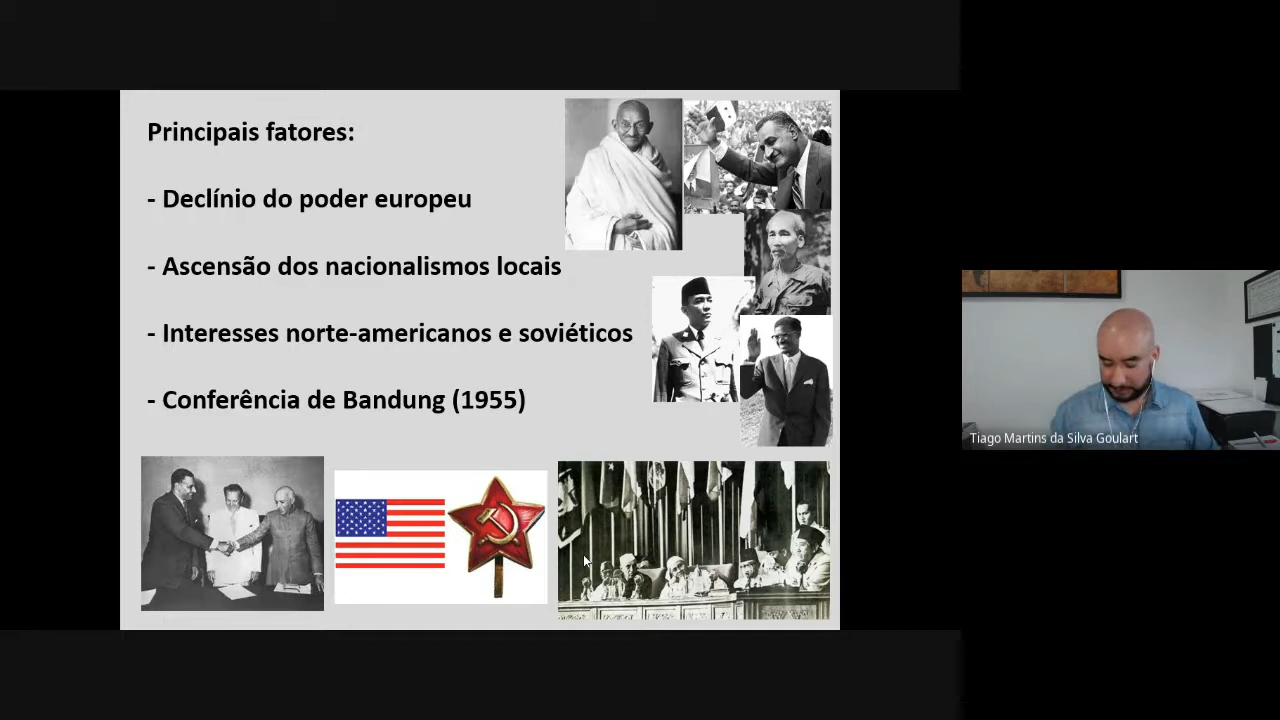 Principais fatores:
- Declínio do poder europeu
- Ascensão dos nacionalismos locais
- Interesses norte-americanos e soviéticos
- Conferência de Bandung (1955)
Tiago Martins da Silva Goulart